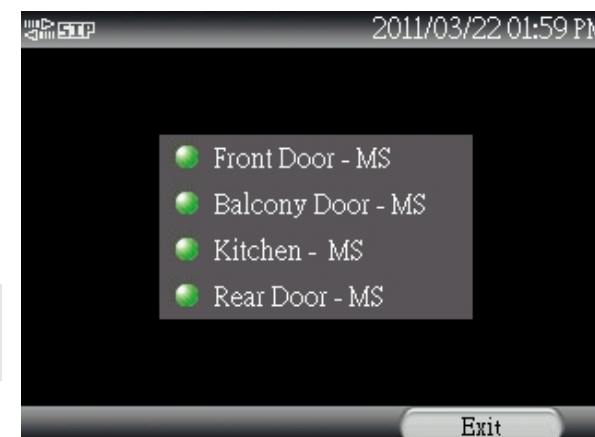 SIP 2011/03/22 01:59 PM
Front Door - MS
Balcony Door - MS
Kitchen - MS
Rear Door - MS
Exit